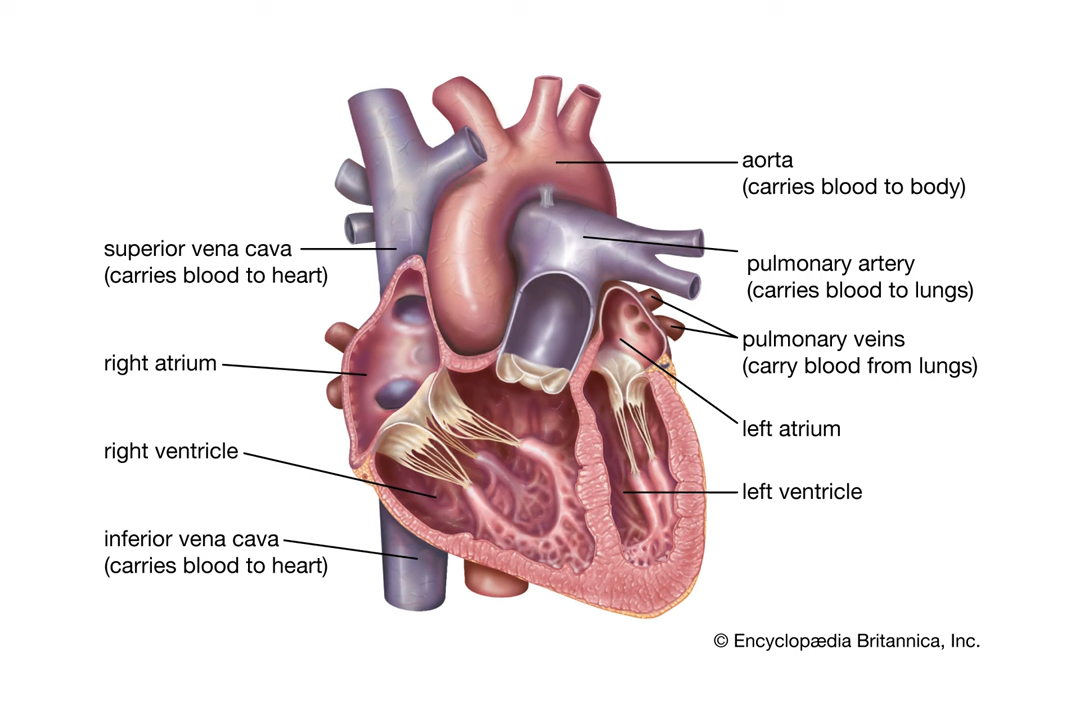 aorta
(carries blood to body)
superior vena cava
(carries blood to heart)
pulmonary artery
(carries blood to lungs)
pulmonary veins
(carry blood from lungs)
right atrium
left atrium
right ventricle
left ventricle
inferior vena cava
(carries blood to heart)
© Encyclopædia Britannica, Inc.